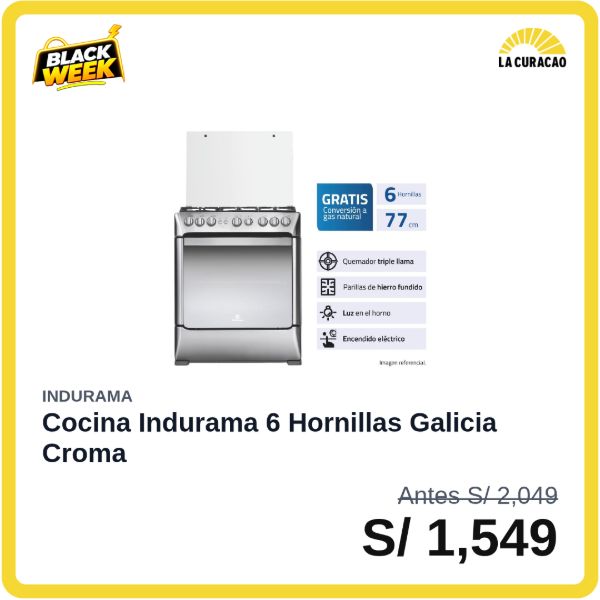 BLACK
WEEK
LA CURACAO
GRATIS
Conversión a
gas natural
6 Hornillas
77 cm
Quemador triple llama
Parillas de hierro fundido
Luz en el horno
Encendido eléctrico
Imagen referencial.
INDURAMA
Cocina Indurama 6 Hornillas Galicia
Croma
Antes S/ 2,049
S/ 1,549